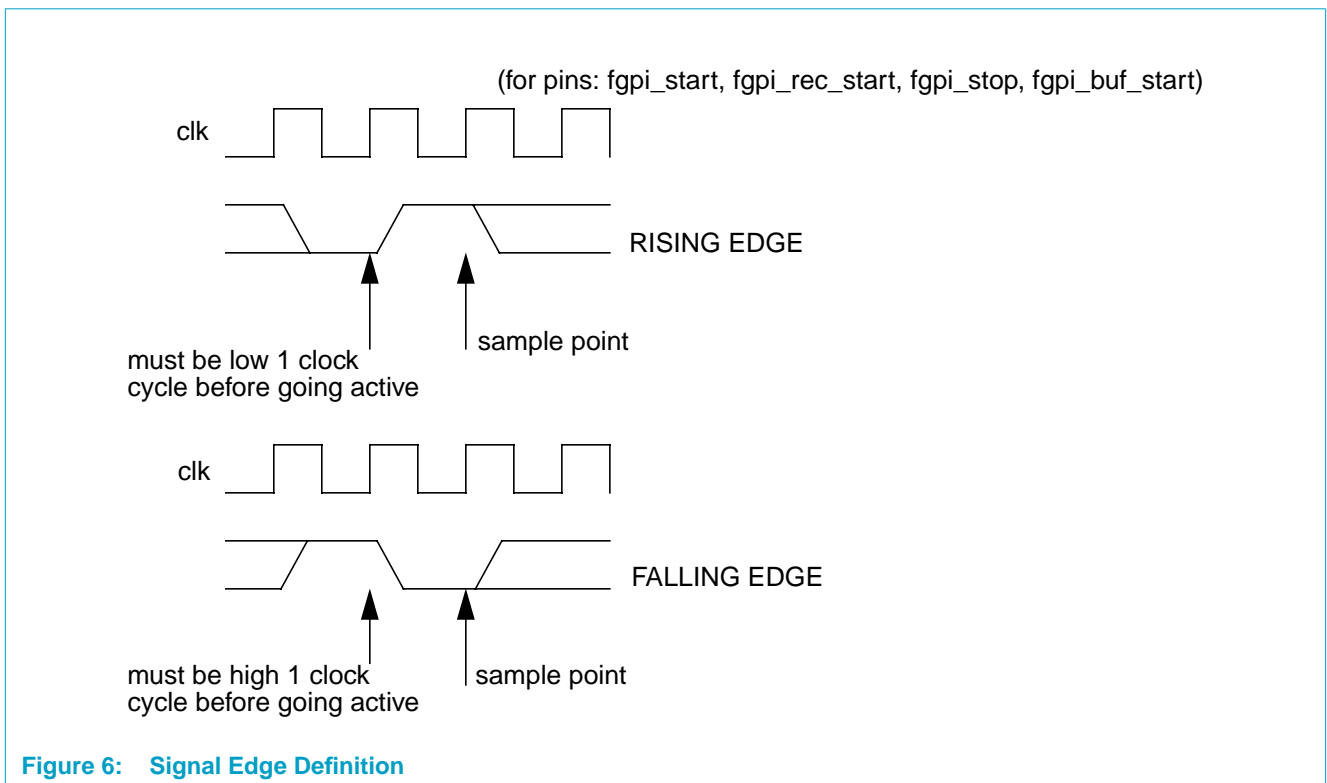 (for pins: fgpi_start, fgpi_rec_start, fgpi_stop, fgpi_buf_start)
clk
RISING EDGE
sample point
must be low 1 clock
cycle before going active
clk
FALLING EDGE
must be high 1 clock
cycle before going active
sample point
Figure 6: Signal Edge Definition